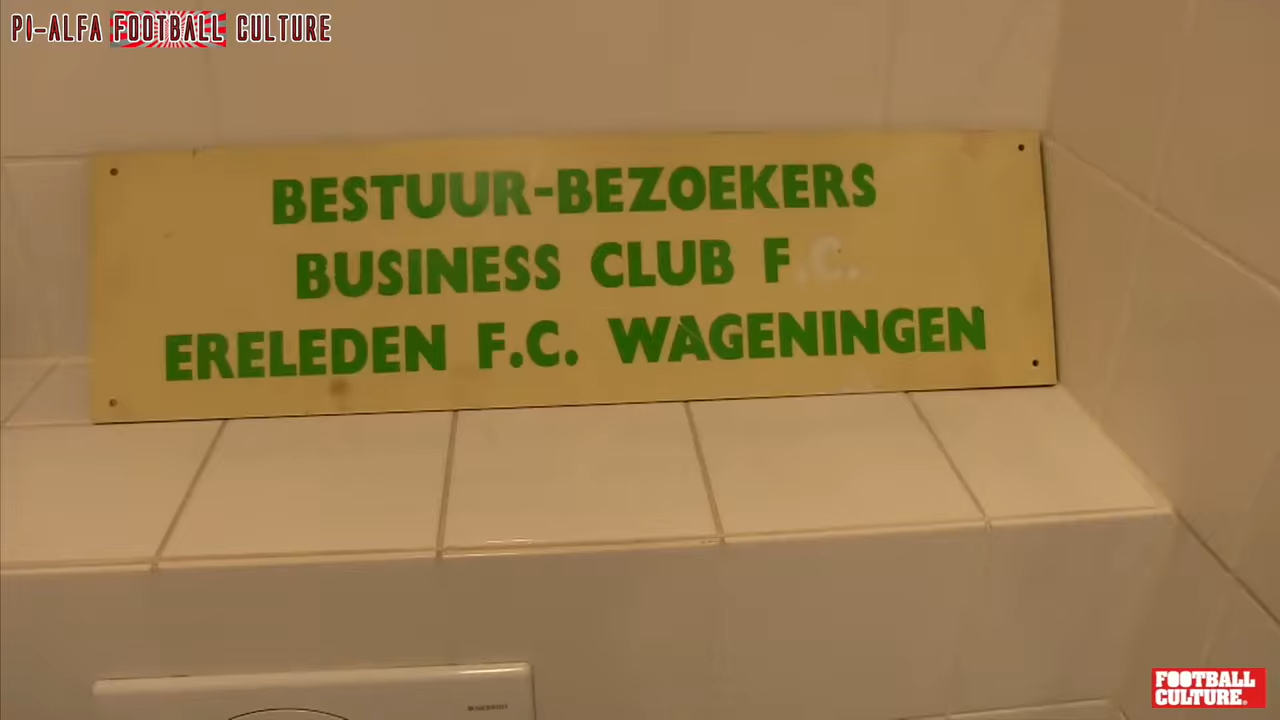 PI-ALFA FOOTBALL CULTURE
BESTUUR-BEZOEKERS
BUSINESS CLUB F.C.
ERELEDEN F.C. WAGENINGEN
FOOTBALL
CULTURE.